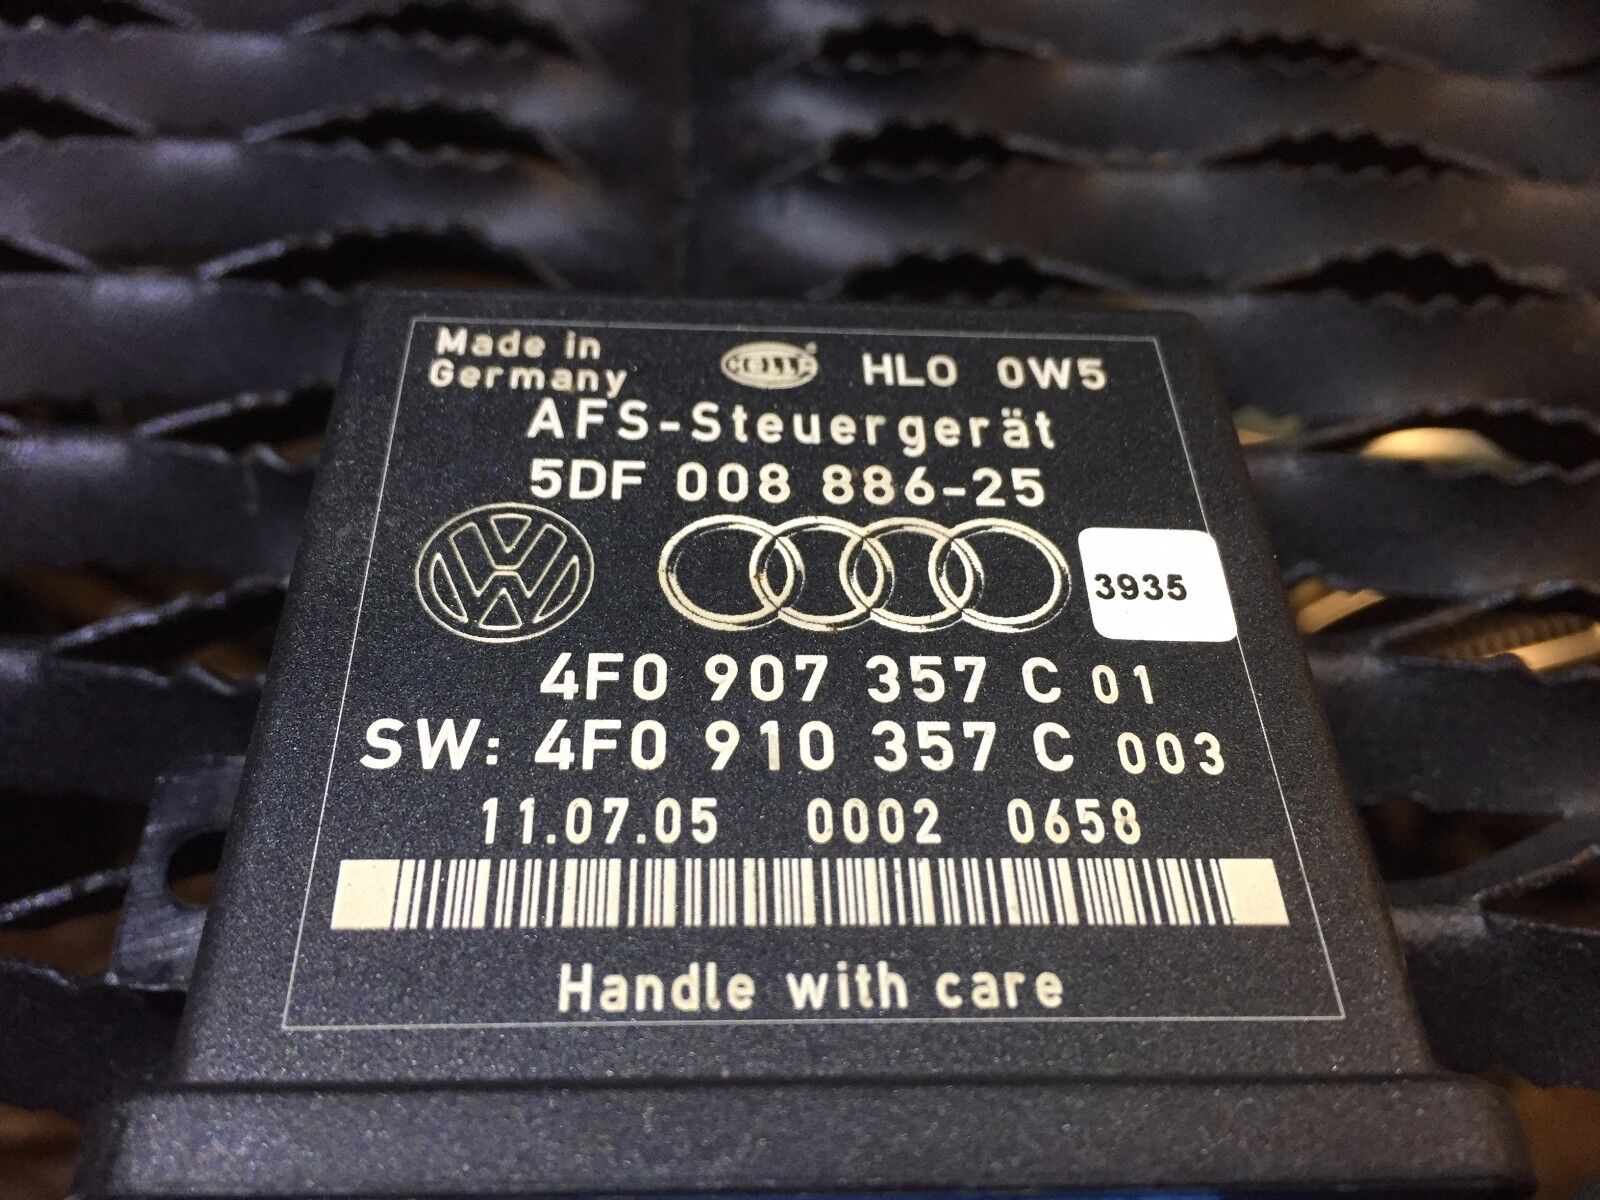 Made in
Germany
HELLA
HLO 0W5
AFS-Steuergerät
5DF 008 886-25
3935
4F0 907 357 C 01
SW: 4F0 910 357 C 003
11.07.05 0002 0658
Handle with care